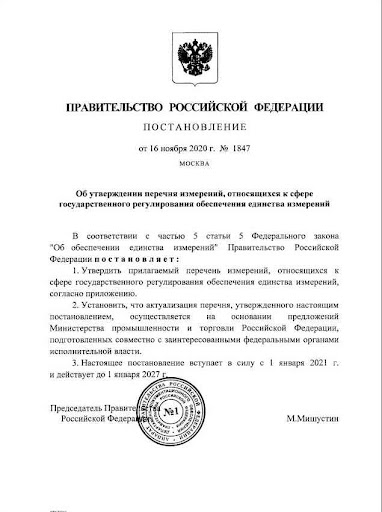 ПРАВИТЕЛЬСТВО РОССИЙСКОЙ ФЕДЕРАЦИИ
ПОСТАНОВЛЕНИЕ
от 16 ноября 2020 г. № 1847
МОСКВА
Об утверждении перечня измерений, относящихся к сфере
государственного регулирования обеспечения единства измерений
В соответствии с частью 5 статьи 5 Федерального закона
"Об обеспечении единства измерений" Правительство Российской
Федерации постановляет:
1. Утвердить прилагаемый перечень измерений, относящихся к
сфере государственного регулирования обеспечения единства измерений,
согласно приложению.
2. Установить, что актуализация перечня, утвержденного настоящим
постановлением, осуществляется на основании предложений
Министерства промышленности и торговли Российской Федерации,
подготовленных совместно с заинтересованными федеральными органами
исполнительной власти.
3. Настоящее постановление вступает в силу с 1 января 2021 г.
и действует до 1 января 2027 г.
Председатель Правительства
Российской Федерации
М.Мишустин
№1